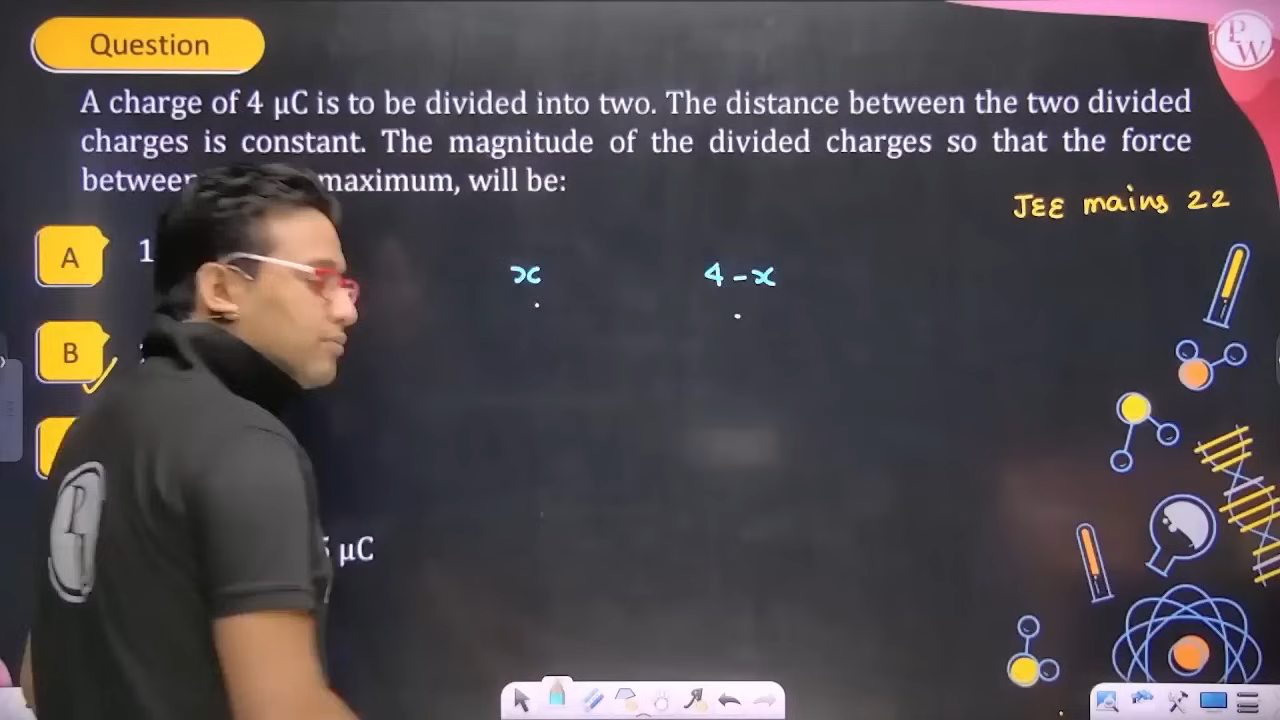 Question
A charge of 4 μC is to be divided into two. The distance between the two divided
charges is constant. The magnitude of the divided charges so that the force
maximum, will be:
JEE mains 22
A 1
x 4 - x
B
μC
PW